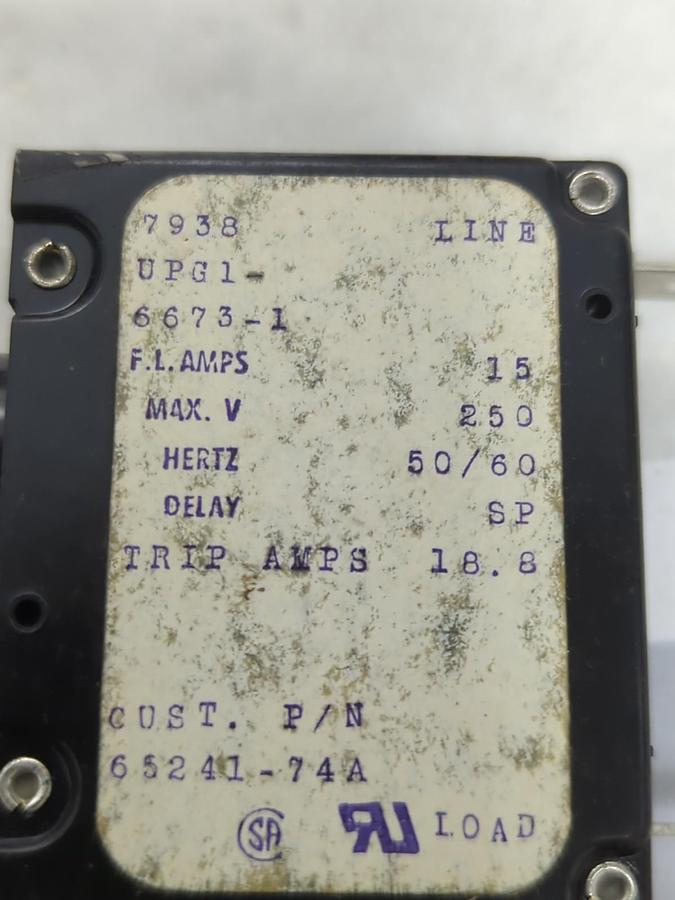 7938 LINE
UPG1-
6673-1
F.L. AMPS 15
MAX. V 250
HERTZ 50/60
DELAY SP
TRIP AMPS 18.8
CUST. P/N
65241-74A
SA RU LOAD